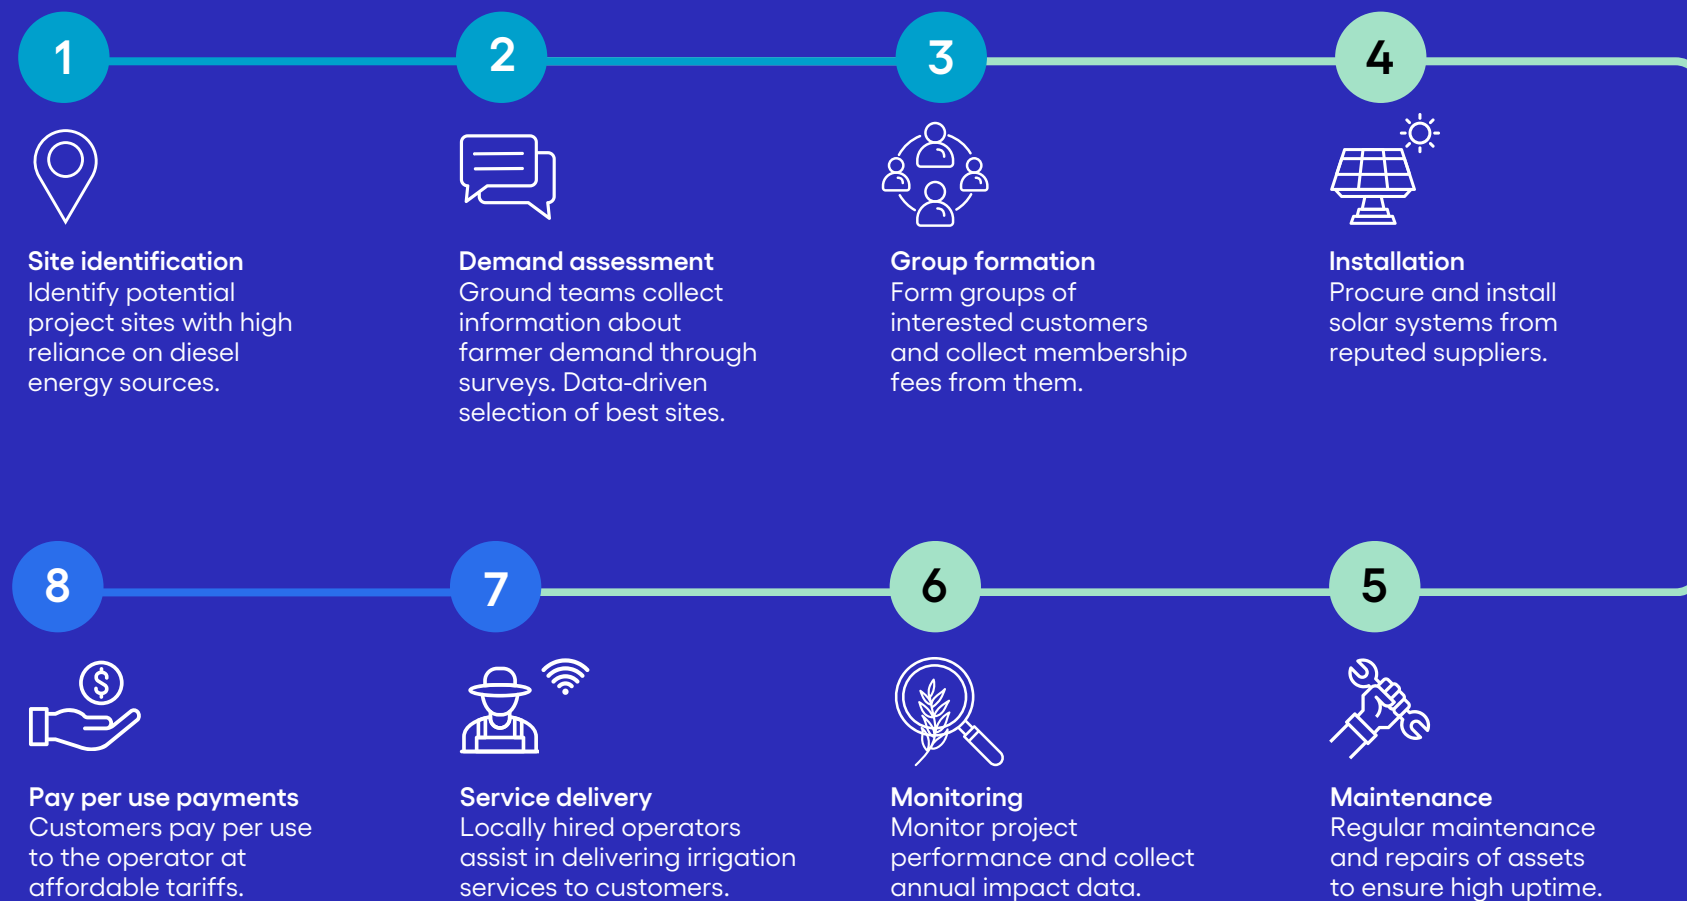 1
Site identification
Identify potential
project sites with high
reliance on diesel
energy sources.
2
Demand assessment
Ground teams collect
information about
farmer demand through
surveys. Data-driven
selection of best sites.
3
Group formation
Form groups of
interested customers
and collect membership
fees from them.
4
Installation
Procure and install
solar systems from
reputed suppliers.
5
Maintenance
Regular maintenance
and repairs of assets
to ensure high uptime.
6
Monitoring
Monitor project
performance and collect
annual impact data.
7
Service delivery
Locally hired operators
assist in delivering irrigation
services to customers.
8
$
Pay per use payments
Customers pay per use
to the operator at
affordable tariffs.